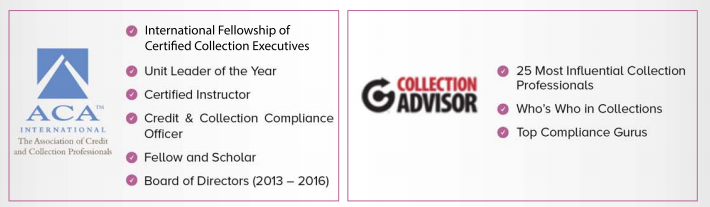 ACA™
INTERNATIONAL
The Association of Credit
and Collection Professionals
International Fellowship of
Certified Collection Executives
Unit Leader of the Year
Certified Instructor
Credit & Collection Compliance
Officer
Fellow and Scholar
Board of Directors (2013 – 2016)
COLLECTION
ADVISOR
25 Most Influential Collection
Professionals
Who's Who in Collections
Top Compliance Gurus